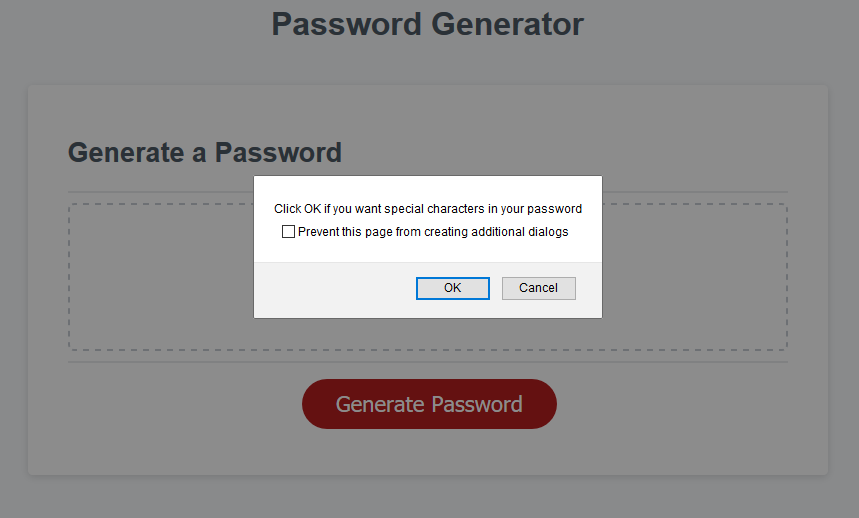 Password Generator
Generate a Password
Click OK if you want special characters in your password
Prevent this page from creating additional dialogs
OK
Cancel
Generate Password